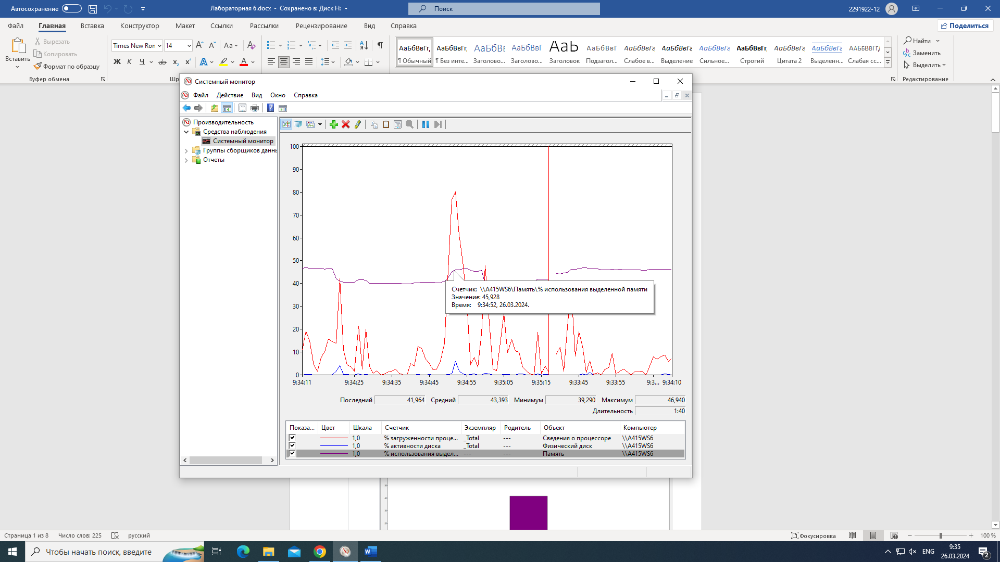 Автосохранение
Лабораторная 6.docx - Сохранено в: Диск H:
Поиск
2291922-12
Файл Главная Вставка Конструктор Макет Ссылки Рассылки Рецензирование Вид Справка
Поделиться
Вставить
Вырезать
Копировать
Формат по образцу
Буфер обмена
Times New Ron 14
Aa
Ж К Ч ab x₂ x²
АаБбВвГг, АаБбВвГг, АаБбВі АаБбВвГ АаЬ АаБбВвГ АаБбВвГг АаБбВвГг АаБбВвГг АаБбВвГг, АаБбВвГг АаБбВвГг АаБбВвГг
¶ Обычный ¶ Без инте... Заголово... Заголово... Заголовок Подзагол... Слабое в... Выделение Сильное... Строгий Цитата 2 Выделенн... Слабая сс...
Найти
Заменить
Выделить
Редактирование
Системный монитор
Файл Действие Вид Окно Справка
Производительность
Средства наблюдения
Системный монитор
Группы сборщиков данн
Отчеты
100
90
80
70
60
50
40
30
20
10
0
Счетчик: \\A415WS6\Память\% использования выделенной памяти
Значение: 45,928
Время: 9:34:52, 26.03.2024.
9:34:11 9:34:25 9:34:35 9:34:45 9:34:55 9:35:05 9:35:15 9:33:45 9:33:55 9:3... 9:34:10
Последний 41,964 Средний 43,393 Минимум 39,290 Максимум 46,940
Длительность 1:40
Показа... Цвет Шкала Счетчик Экземпляр Родитель Объект Компьютер
1,0 % загруженности проце... _Total --- Сведения о процессоре \\A415WS6
1,0 % активности диска _Total --- Физический диск \\A415WS6
1,0 % использования выдел... --- --- Память \\A415WS6
Страница 1 из 8 Число слов: 225 русский
Фокусировка
100 %
Чтобы начать поиск, введите
ENG
9:35
26.03.2024
2